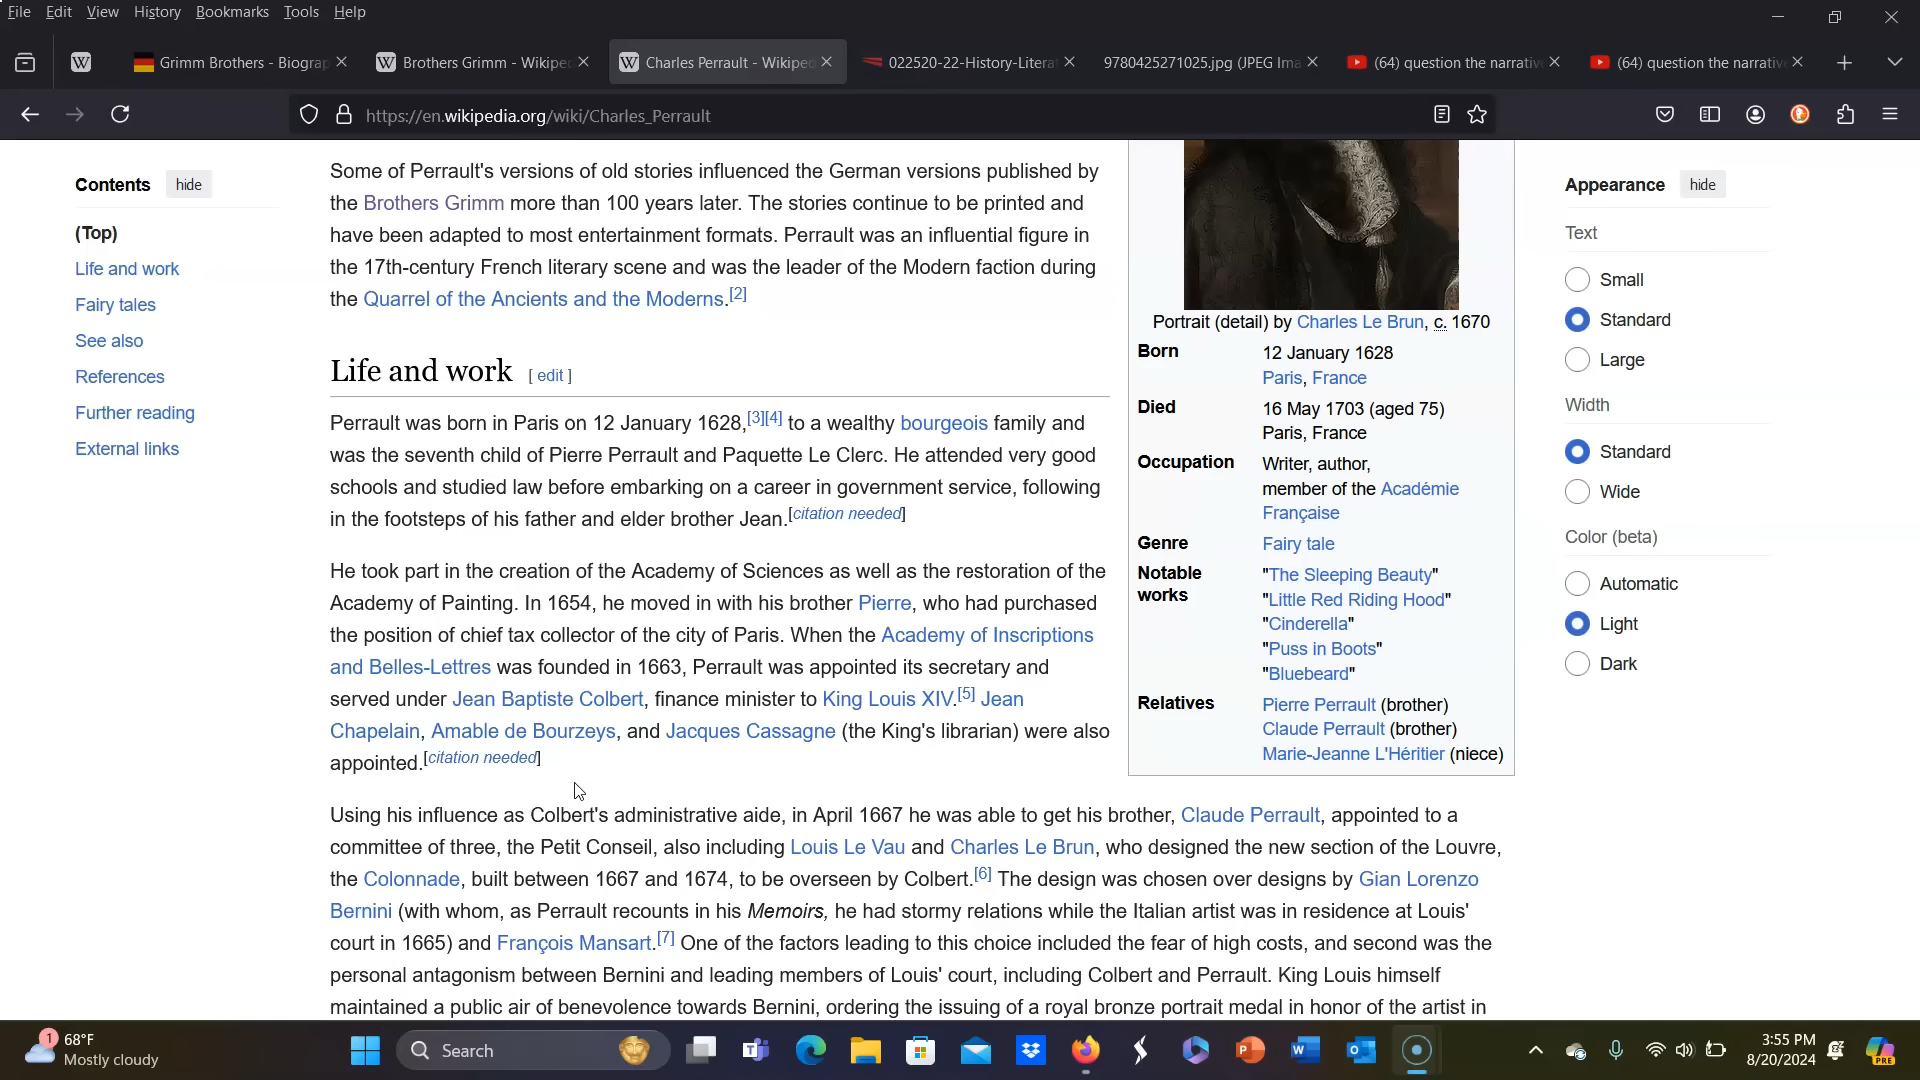 File Edit View History Bookmarks Tools Help
Grimm Brothers - Biograp
Brothers Grimm - Wikipe
Charles Perrault - Wikiped
022520-22-History-Litera
9780425271025.jpg (JPEG Ima
(64) question the narrative
(64) question the narrative
https://en.wikipedia.org/wiki/Charles_Perrault
Contents hide
(Top)
Life and work
Fairy tales
See also
References
Further reading
External links
Some of Perrault's versions of old stories influenced the German versions published by
the Brothers Grimm more than 100 years later. The stories continue to be printed and
have been adapted to most entertainment formats. Perrault was an influential figure in
the 17th-century French literary scene and was the leader of the Modern faction during
the Quarrel of the Ancients and the Moderns.[2]
Life and work [ edit ]
Perrault was born in Paris on 12 January 1628,[3][4] to a wealthy bourgeois family and
was the seventh child of Pierre Perrault and Paquette Le Clerc. He attended very good
schools and studied law before embarking on a career in government service, following
in the footsteps of his father and elder brother Jean.[citation needed]
He took part in the creation of the Academy of Sciences as well as the restoration of the
Academy of Painting. In 1654, he moved in with his brother Pierre, who had purchased
the position of chief tax collector of the city of Paris. When the Academy of Inscriptions
and Belles-Lettres was founded in 1663, Perrault was appointed its secretary and
served under Jean Baptiste Colbert, finance minister to King Louis XIV.[5] Jean
Chapelain, Amable de Bourzeys, and Jacques Cassagne (the King's librarian) were also
appointed.[citation needed]
Using his influence as Colbert's administrative aide, in April 1667 he was able to get his brother, Claude Perrault, appointed to a
committee of three, the Petit Conseil, also including Louis Le Vau and Charles Le Brun, who designed the new section of the Louvre,
the Colonnade, built between 1667 and 1674, to be overseen by Colbert.[6] The design was chosen over designs by Gian Lorenzo
Bernini (with whom, as Perrault recounts in his Memoirs, he had stormy relations while the Italian artist was in residence at Louis'
court in 1665) and François Mansart.[7] One of the factors leading to this choice included the fear of high costs, and second was the
personal antagonism between Bernini and leading members of Louis' court, including Colbert and Perrault. King Louis himself
maintained a public air of benevolence towards Bernini, ordering the issuing of a royal bronze portrait medal in honor of the artist in
Portrait (detail) by Charles Le Brun, c. 1670
Born 12 January 1628
Paris, France
Died 16 May 1703 (aged 75)
Paris, France
Occupation Writer, author,
member of the Académie
Française
Genre Fairy tale
Notable "The Sleeping Beauty"
works "Little Red Riding Hood"
"Cinderella"
"Puss in Boots"
"Bluebeard"
Relatives Pierre Perrault (brother)
Claude Perrault (brother)
Marie-Jeanne L'Héritier (niece)
Appearance hide
Text
Small
Standard
Large
Width
Standard
Wide
Color (beta)
Automatic
Light
Dark
1
68°F
Mostly cloudy
Search
3:55 PM
8/20/2024
PRE